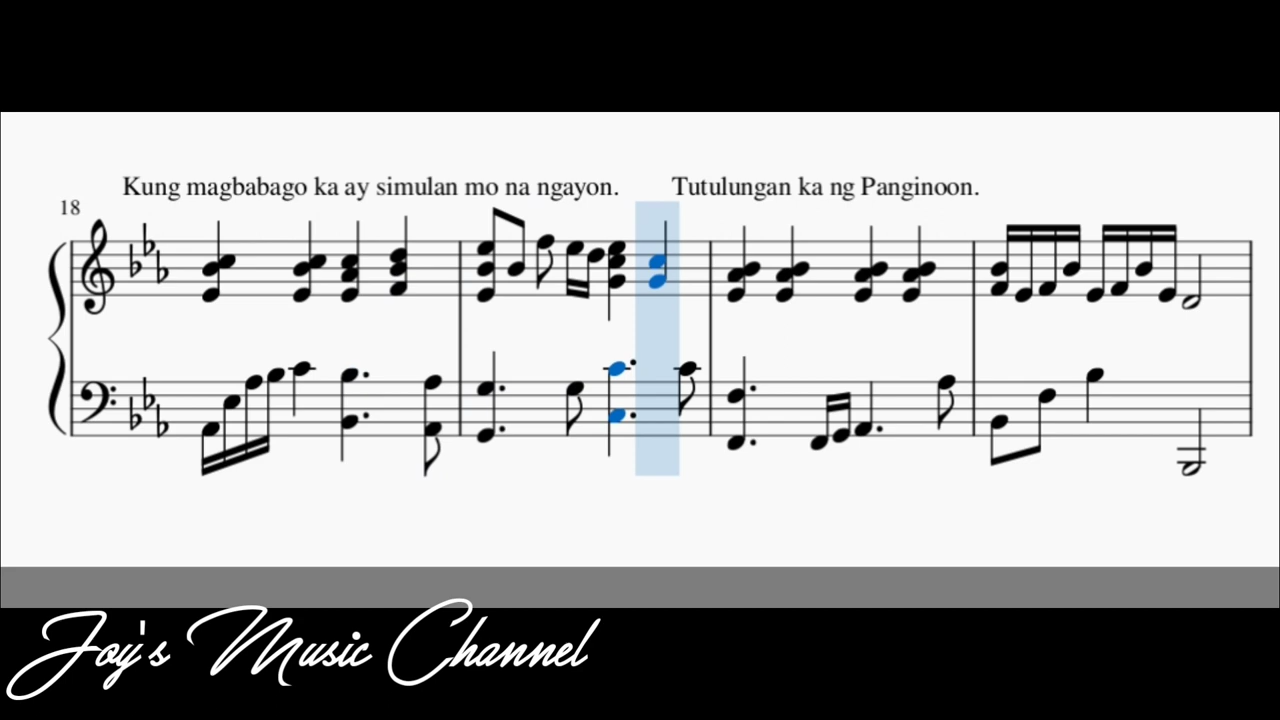 Kung magbabago ka ay simulan mo na ngayon. Tutulungan ka ng Panginoon.
18
Joy's Music Channel